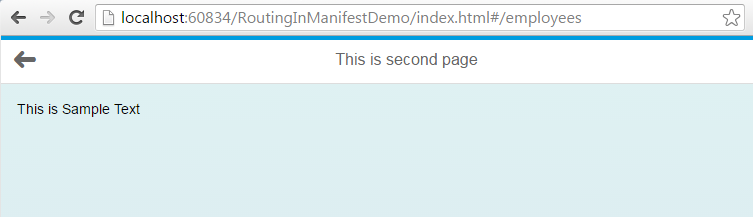 localhost:60834/RoutingInManifestDemo/index.html#/employees
This is second page
This is Sample Text